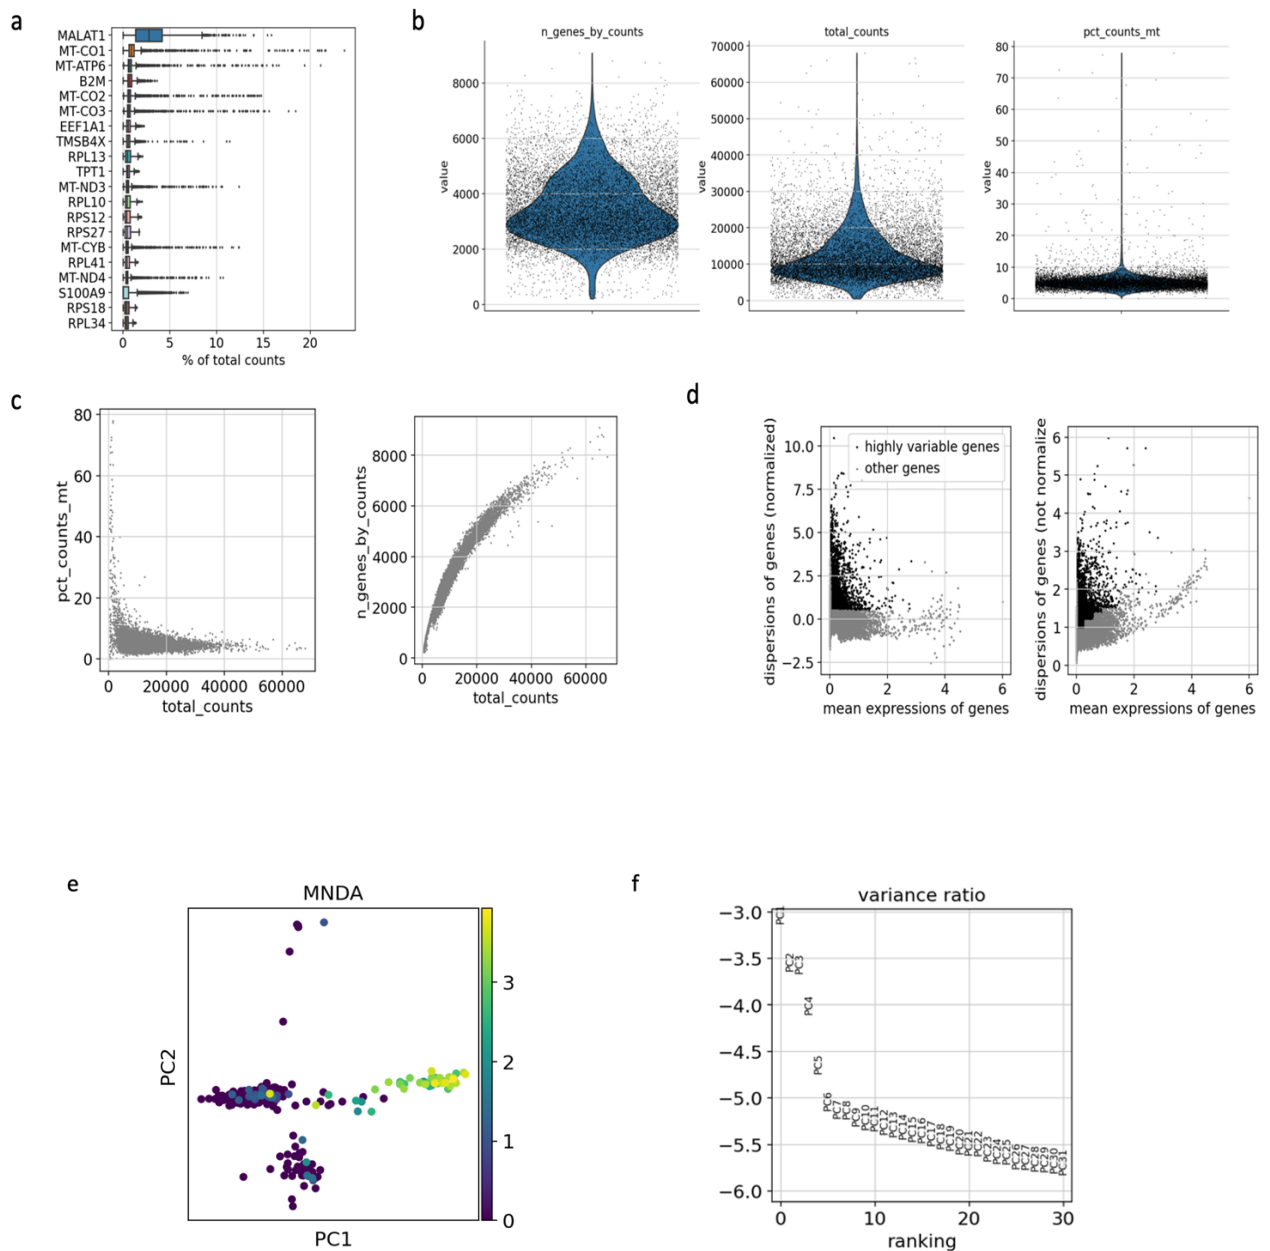 a
MALAT1
MT-CO1
MT-ATP6
B2M
MT-CO2
MT-CO3
EEF1A1
TMSB4X
RPL13
TPT1
MT-ND3
RPL10
RPS12
RPS27
MT-CYB
RPL41
MT-ND4
S100A9
RPS18
RPL34
0 5 10 15 20
% of total counts
b
n_genes_by_counts
value
8000
6000
4000
2000
0
total_counts
value
70000
60000
50000
40000
30000
20000
10000
0
pct_counts_mt
value
80
70
60
50
40
30
20
10
0
c
pct_counts_mt
80
60
40
20
0
0 20000 40000 60000
total_counts
n_genes_by_counts
8000
6000
4000
2000
0
0 20000 40000 60000
total_counts
d
dispersions of genes (normalized)
10.0
7.5
5.0
2.5
0.0
−2.5
highly variable genes
other genes
0 2 4 6
mean expressions of genes
dispersions of genes (not normalize
6
5
4
3
2
1
0
0 2 4 6
mean expressions of genes
e
MNDA
PC2
PC1
3
2
1
0
f
variance ratio
−3.0
−3.5
−4.0
−4.5
−5.0
−5.5
−6.0
PC1
PC2
PC3
PC4
PC5
PC6
PC7
PC8
PC9
PC10
PC11
PC12
PC13
PC14
PC15
PC16
PC17
PC18
PC19
PC20
PC21
PC22
PC23
PC24
PC25
PC26
PC27
PC28
PC29
PC30
PC31
0 10 20 30
ranking